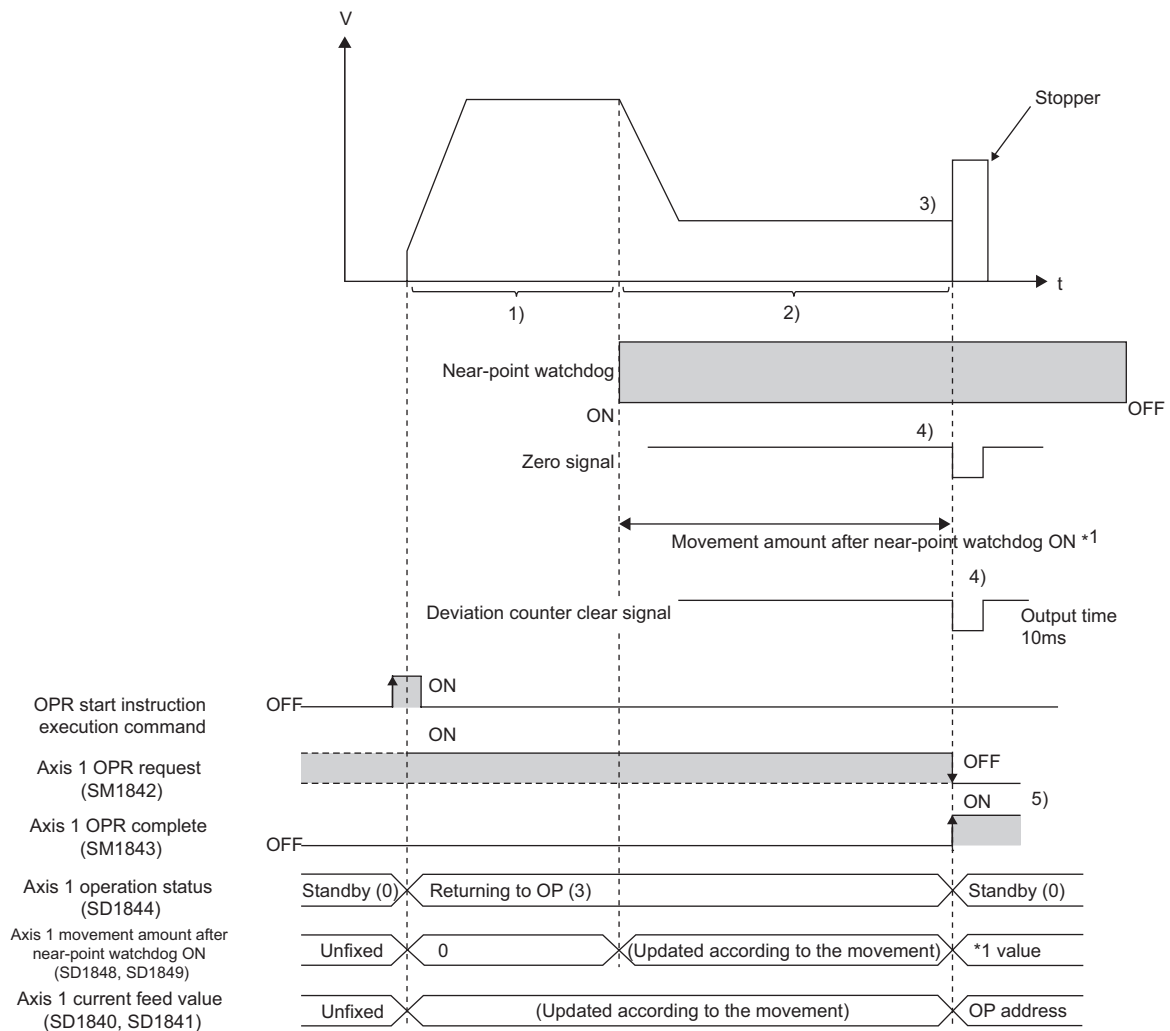 V
Stopper
3)
t
1)
2)
Near-point watchdog
ON
OFF
4)
Zero signal
Movement amount after near-point watchdog ON *1
4)
Deviation counter clear signal
Output time
10ms
OPR start instruction
execution command
OFF
ON
Axis 1 OPR request
(SM1842)
ON
OFF
Axis 1 OPR complete
(SM1843)
OFF
ON
5)
Axis 1 operation status
(SD1844)
Standby (0)
Returning to OP (3)
Standby (0)
Axis 1 movement amount after
near-point watchdog ON
(SD1848, SD1849)
Unfixed
0
(Updated according to the movement)
*1 value
Axis 1 current feed value
(SD1840, SD1841)
Unfixed
(Updated according to the movement)
OP address